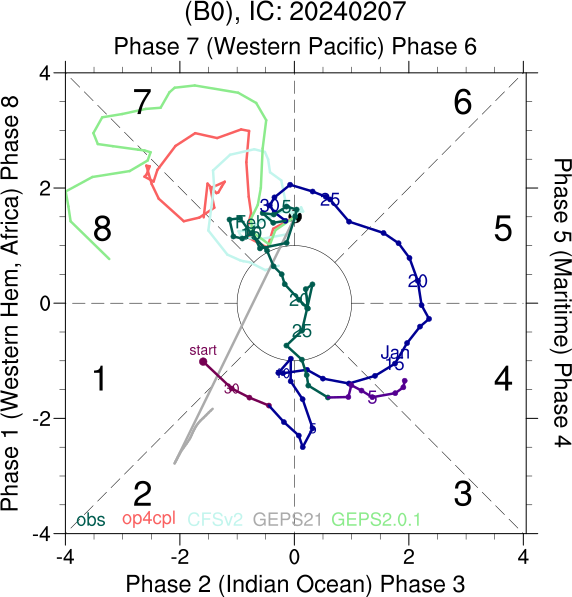 (B0), IC: 20240207
Phase 7 (Western Pacific) Phase 6
4
7
6
Phase 1 (Western Hem, Africa) Phase 8
Phase 5 (Maritime) Phase 4
2
30
5
25
Feb
8
5
20
0
20
25
Jan
start
15
1
4
10
30
5
-2
5
2
3
obs
op4cpl
CFSv2
GEPS21
GEPS2.0.1
-4
-4
-2
0
2
4
Phase 2 (Indian Ocean) Phase 3